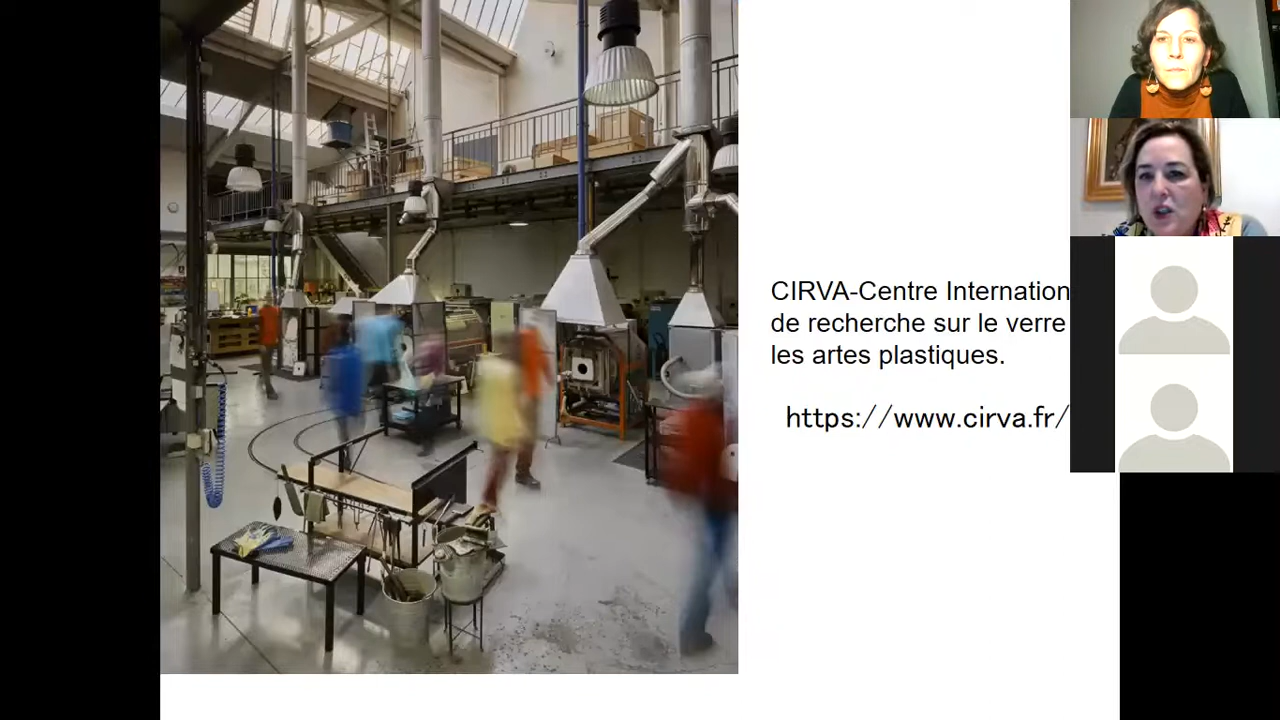 CIRVA-Centre Internation
de recherche sur le verre
les artes plastiques.
https://www.cirva.fr/